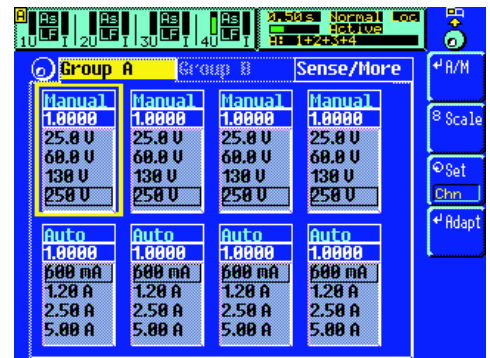 A
As As As As
LF LF LF LF
1U I 2U I 3U I 4U I
0.50s Normal Loc
Active
A: 1+2+3+4
Group A Group B Sense/More
A/M
Manual Manual Manual Manual
1.0000 1.0000 1.0000 1.0000
25.0 V 25.0 V 25.0 V 25.0 V
60.0 V 60.0 V 60.0 V 60.0 V
130 V 130 V 130 V 130 V
250 V 250 V 250 V 250 V
8 Scale
Set
Chn
Adapt
Auto Auto Auto Auto
1.0000 1.0000 1.0000 1.0000
600 mA 600 mA 600 mA 600 mA
1.20 A 1.20 A 1.20 A 1.20 A
2.50 A 2.50 A 2.50 A 2.50 A
5.00 A 5.00 A 5.00 A 5.00 A